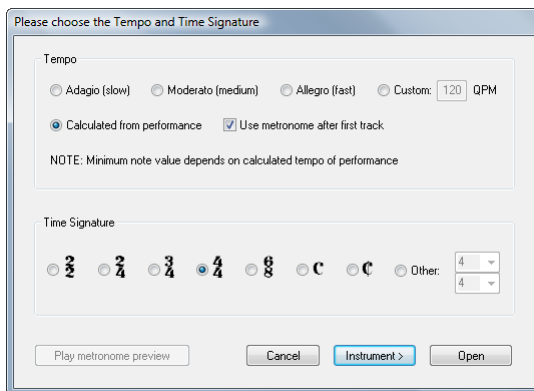 Please choose the Tempo and Time Signature
Tempo
Adagio (slow) Moderato (medium) Allegro (fast) Custom: 120 QPM
Calculated from performance Use metronome after first track
NOTE: Minimum note value depends on calculated tempo of performance
Time Signature
2 2 3 4 6 C ₵ Other: 4
2 4 4 4 8 4
Play metronome preview Cancel Instrument > Open